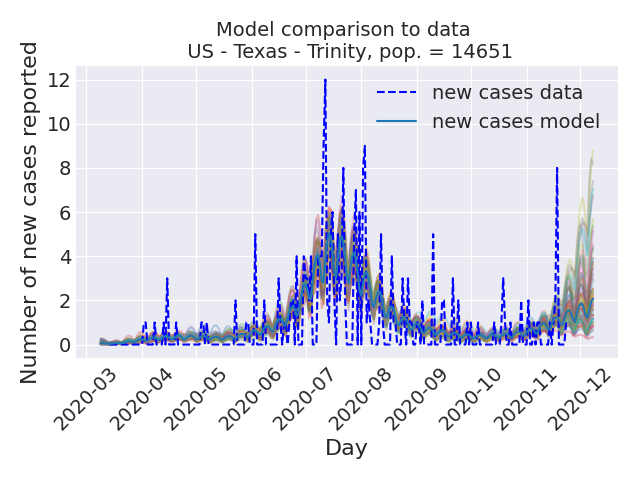 Model comparison to data
US - Texas - Trinity, pop. = 14651
Number of new cases reported
12
10
8
6
4
2
0
new cases data
new cases model
2020-03
2020-04
2020-05
2020-06
2020-07
2020-08
2020-09
2020-10
2020-11
2020-12
Day